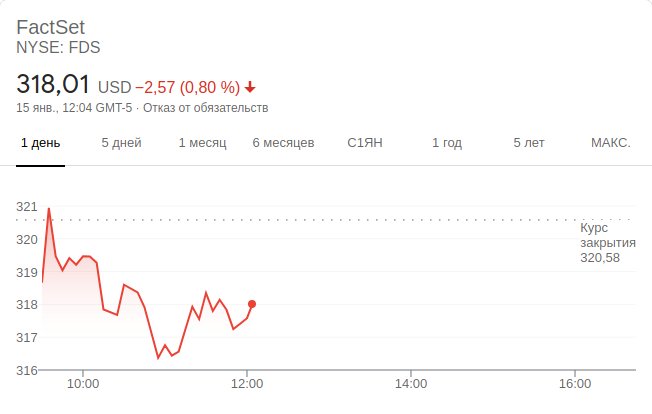 FactSet
NYSE: FDS
318,01 USD −2,57 (0,80 %)
15 янв., 12:04 GMT-5 · Отказ от обязательств
1 день 5 дней 1 месяц 6 месяцев С1ЯН 1 год 5 лет МАКС.
321
320
319
318
317
316
Курс
закрытия
320,58
10:00 12:00 14:00 16:00